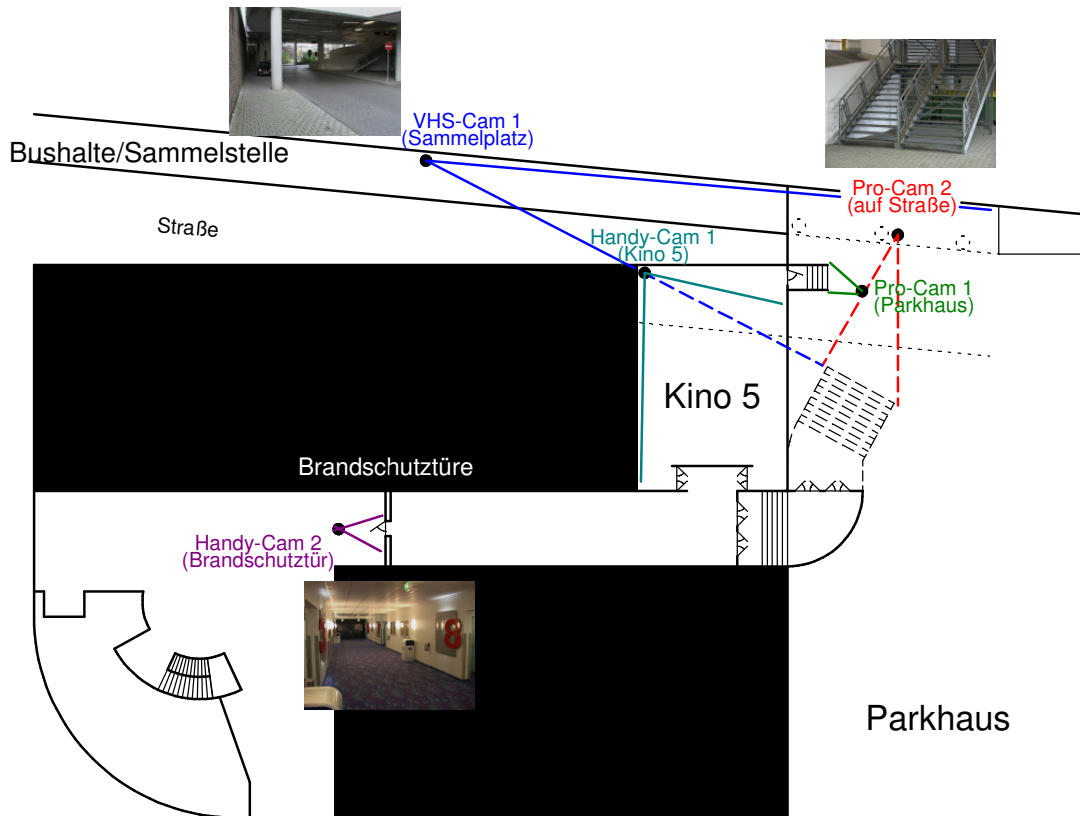 VHS-Cam 1
(Sammelplatz)
Bushalte/Sammelstelle
Pro-Cam 2
(auf Straße)
Straße
Handy-Cam 1
(Kino 5)
Pro-Cam 1
(Parkhaus)
Kino 5
Brandschutztüre
Handy-Cam 2
(Brandschutztür)
8
Parkhaus